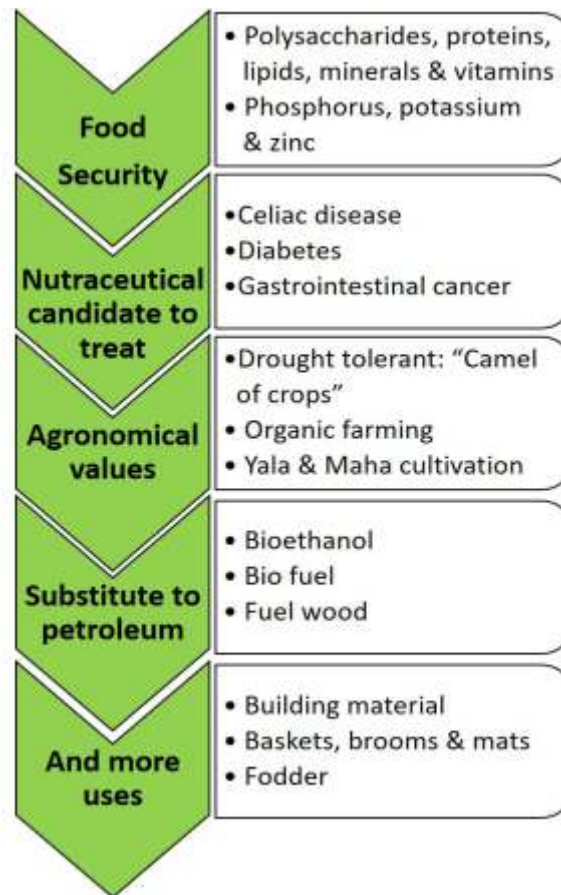 Food
Security
• Polysaccharides, proteins,
lipids, minerals & vitamins
• Phosphorus, potassium
& zinc
Nutraceutical
candidate to
treat
•Celiac disease
•Diabetes
•Gastrointestinal cancer
Agronomical
values
• Drought tolerant: “Camel
of crops”
• Organic farming
• Yala & Maha cultivation
Substitute to
petroleum
• Bioethanol
• Bio fuel
• Fuel wood
And more
uses
• Building material
• Baskets, brooms & mats
• Fodder